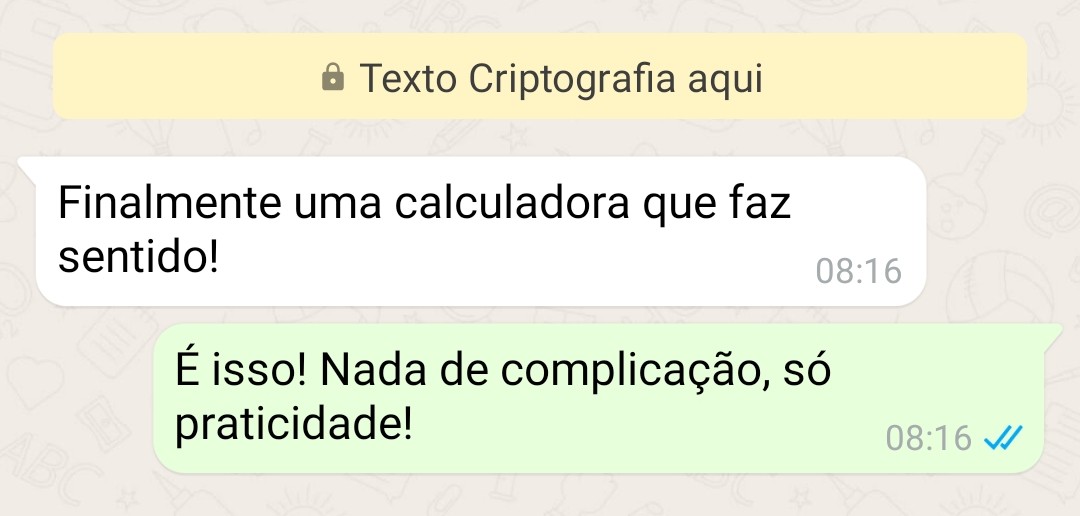 Texto Criptografia aqui
Finalmente uma calculadora que faz
sentido!
08:16
É isso! Nada de complicação, só
praticidade!
08:16